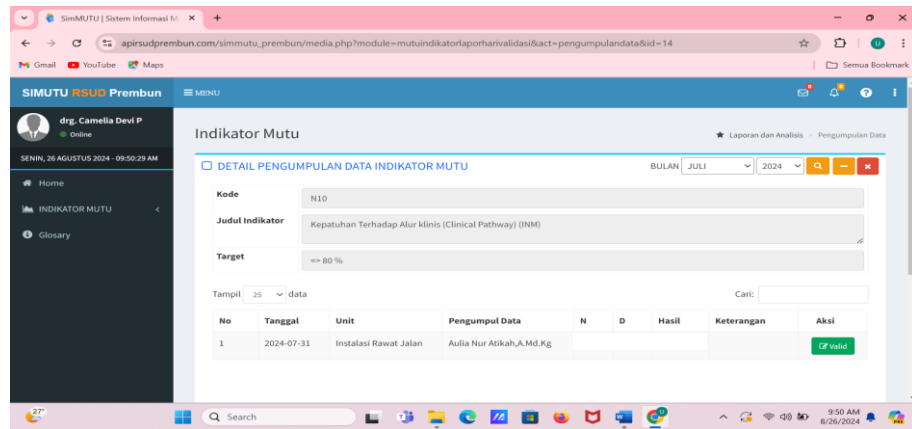 SimMUTU | Sistem Informasi M
apirsudprembun.com/simmutu_prembun/media.php?module=mutuindikatorlaporharivalidasi&act=pengumpulandata&id=14
U
Gmail YouTube Maps Semua Bookmark
SIMUTU RSUD Prembun MENU
drg. Camelia Devi P
Online
SENIN, 26 AGUSTUS 2024 - 09:50:29 AM
Home
INDIKATOR MUTU
Glosary
Indikator Mutu
Laporan dan Analisis > Pengumpulan Data
DETAIL PENGUMPULAN DATA INDIKATOR MUTU BULAN JULI 2024
Kode N10
Judul Indikator Kepatuhan Terhadap Alur klinis (Clinical Pathway) (INM)
Target => 80 %
Tampil 25 data Cari:
No Tanggal Unit Pengumpul Data N D Hasil Keterangan Aksi
1 2024-07-31 Instalasi Rawat Jalan Aulia Nur Atikah,A.Md.Kg Valid
27°
Search
9:50 AM
8/26/2024